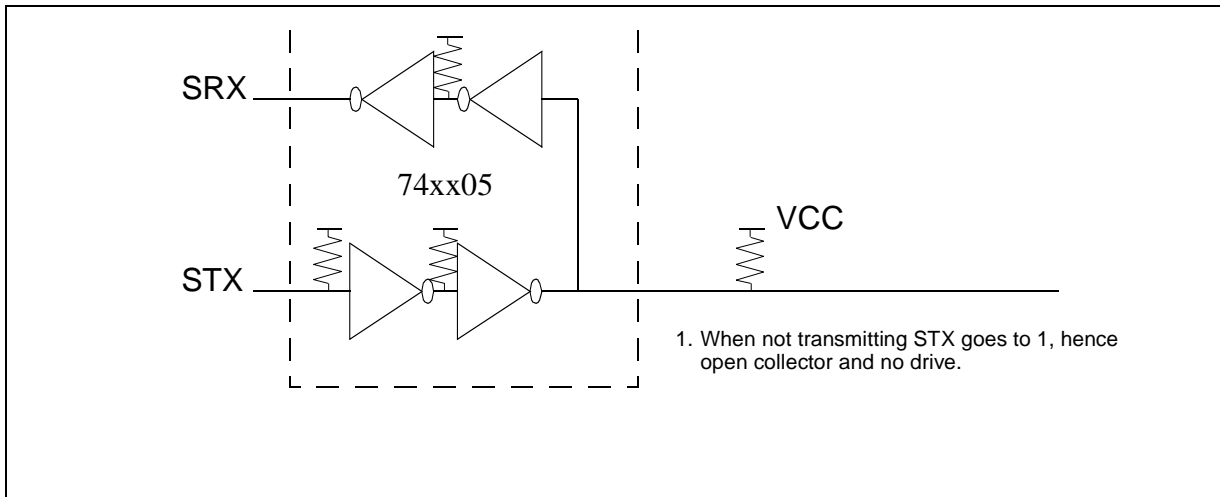 SRX
74xx05
VCC
STX
1. When not transmitting STX goes to 1, hence
open collector and no drive.